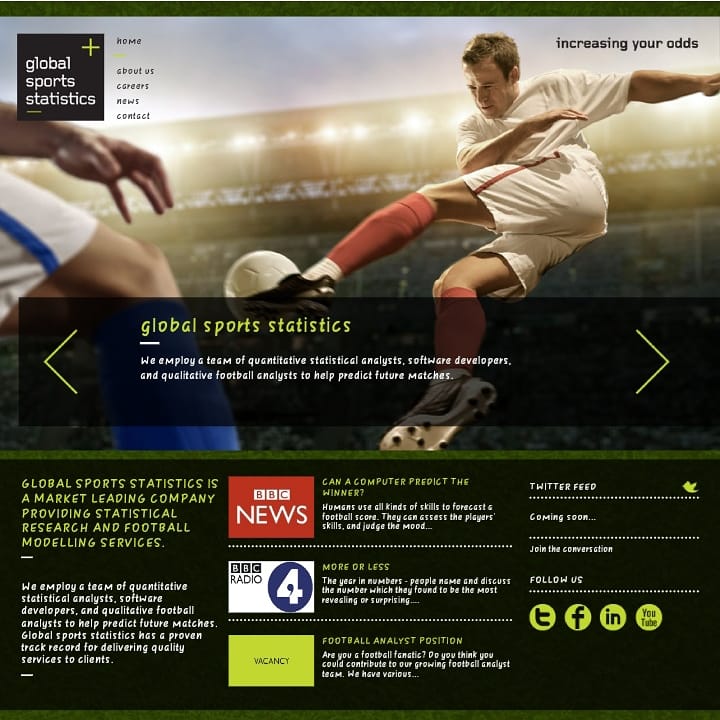 global
sports
statistics
home
about us
careers
news
contact
increasing your odds
global sports statistics
We employ a team of quantitative statistical analysts, software developers,
and qualitative football analysts to help predict future matches.
GLOBAL SPORTS STATISTICS IS
A MARKET LEADING COMPANY
PROVIDING STATISTICAL
RESEARCH AND FOOTBALL
MODELLING SERVICES.
We employ a team of quantitative
statistical analysts, software
developers, and qualitative football
analysts to help predict future matches.
Global sports statistics has a proven
track record for delivering quality
services to clients.
BBC
NEWS
CAN A COMPUTER PREDICT THE
WINNER?
Humans use all kinds of skills to forecast a
football score. They can assess the players'
skills, and judge the mood...
BBC
RADIO
4
MORE OR LESS
The year in numbers - people name and discuss
the number which they found to be the most
revealing or surprising....
VACANCY
FOOTBALL ANALYST POSITION
Are you a football fanatic? Do you think you
could contribute to our growing football analyst
team. We have various...
TWITTER FEED
Coming soon...
Join the conversation
FOLLOW US
You
Tube